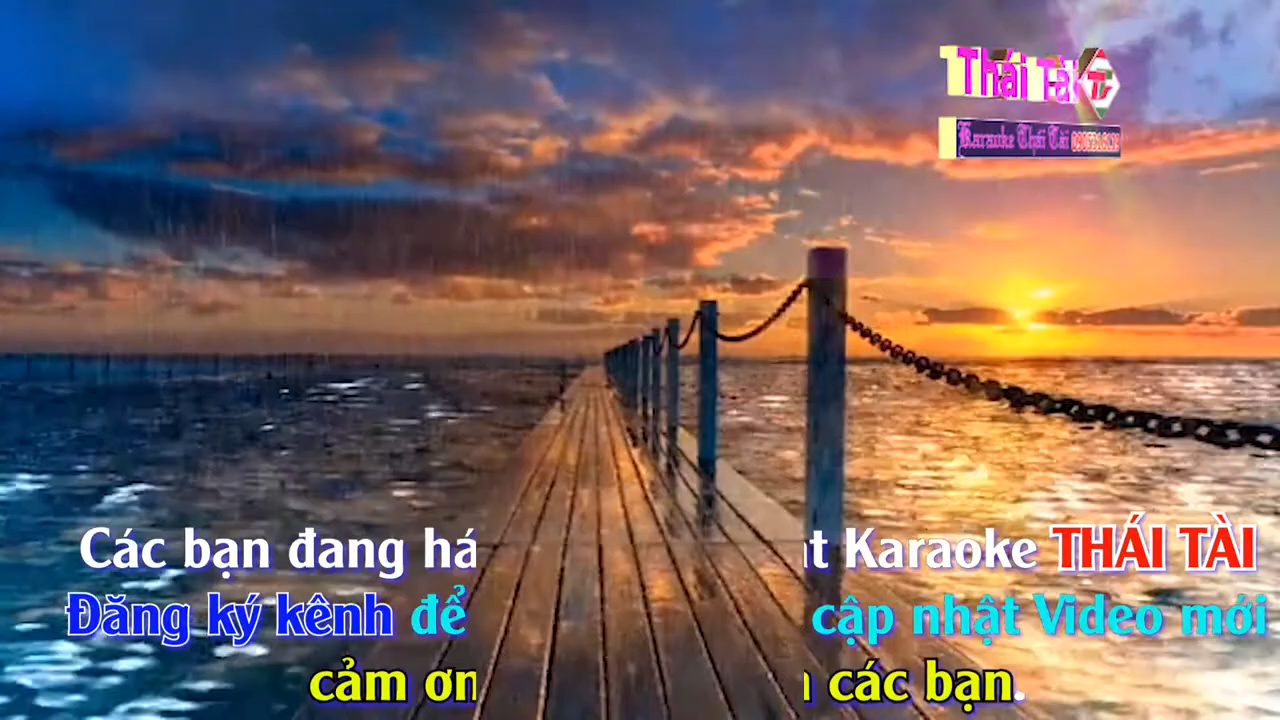 Thái Tài
Karaoke Thái Tài
Các bạn đang há Karaoke THÁI TÀI
Đăng ký kênh để cập nhật Video mới
cảm ơn các bạn.